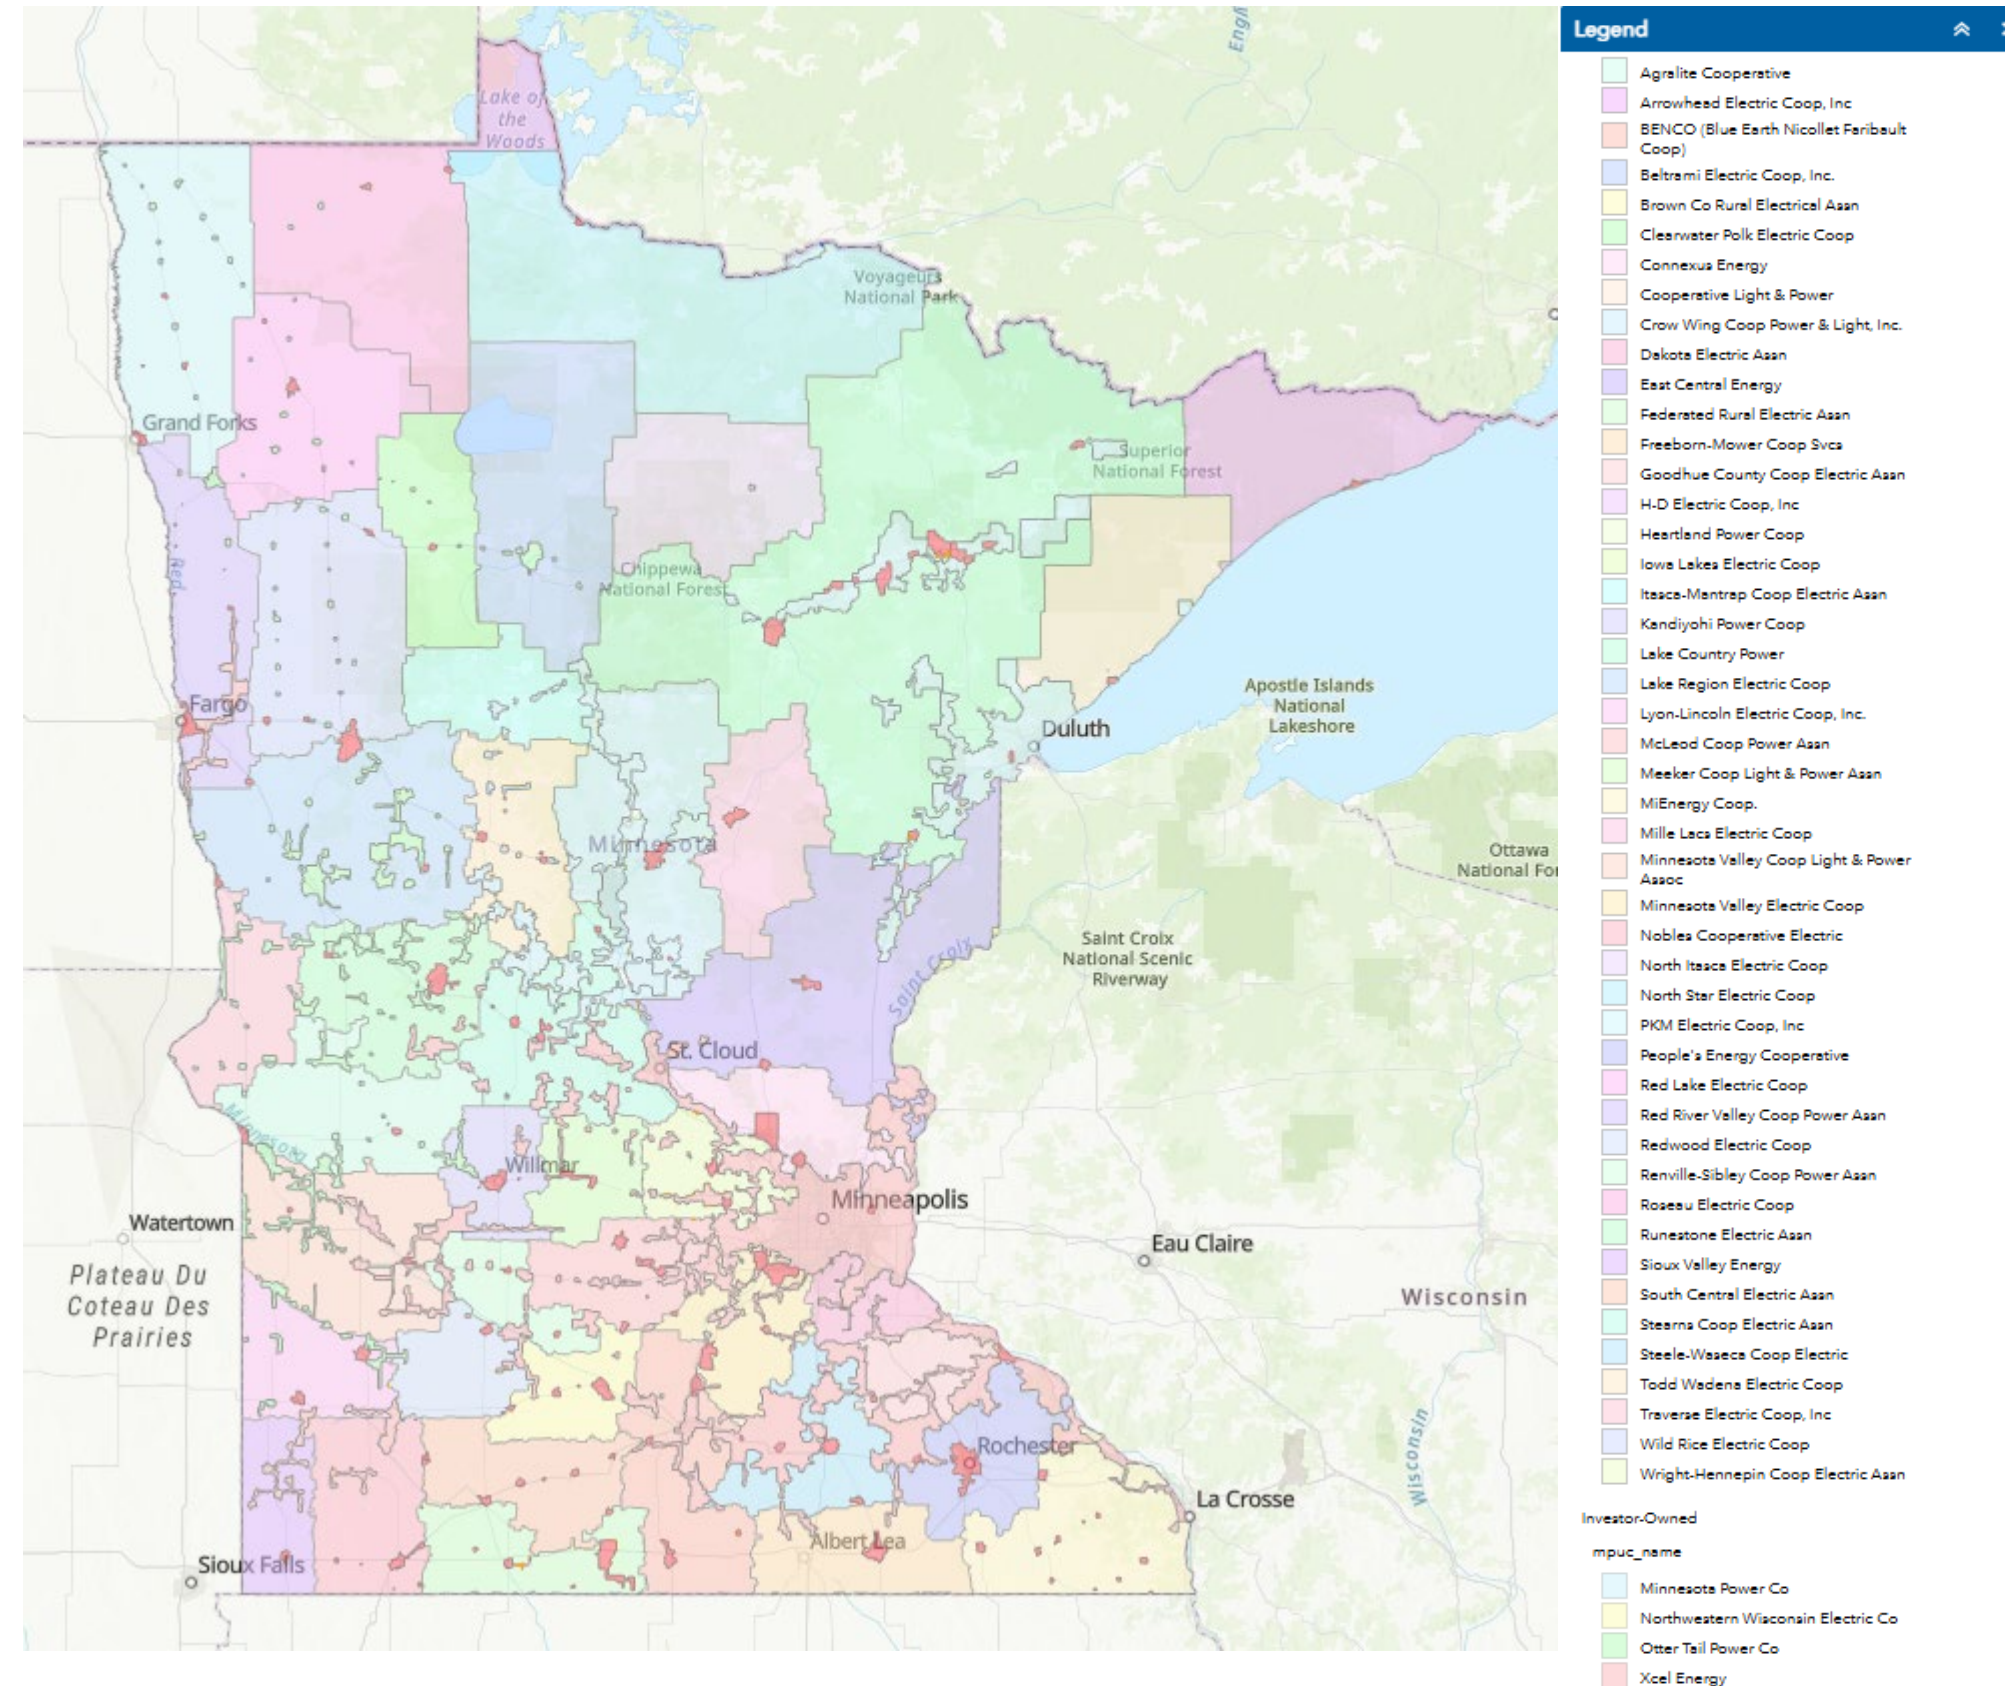 Legend
Agralite Cooperative
Arrowhead Electric Coop, Inc
BENCO (Blue Earth Nicollet Faribault
Coop)
Beltrami Electric Coop, Inc.
Brown Co Rural Electrical Assn
Clearwater Polk Electric Coop
Connexus Energy
Cooperative Light & Power
Crow Wing Coop Power & Light, Inc.
Dakota Electric Assn
East Central Energy
Federated Rural Electric Assn
Freeborn-Mower Coop Svcs
Goodhue County Coop Electric Assn
H-D Electric Coop, Inc
Heartland Power Coop
Iowa Lakes Electric Coop
Itasca-Mantrap Coop Electric Assn
Kandiyohi Power Coop
Lake Country Power
Lake Region Electric Coop
Lyon-Lincoln Electric Coop, Inc.
McLeod Coop Power Assn
Meeker Coop Light & Power Assn
MiEnergy Coop.
Mille Lacs Electric Coop
Minnesota Valley Coop Light & Power
Assoc
Minnesota Valley Electric Coop
Nobles Cooperative Electric
North Itasca Electric Coop
North Star Electric Coop
PKM Electric Coop, Inc
People's Energy Cooperative
Red Lake Electric Coop
Red River Valley Coop Power Assn
Redwood Electric Coop
Renville-Sibley Coop Power Assn
Roseau Electric Coop
Runestone Electric Assn
Sioux Valley Energy
South Central Electric Assn
Stearns Coop Electric Assn
Steele-Waseca Coop Electric
Todd Wadena Electric Coop
Traverse Electric Coop, Inc
Wild Rice Electric Coop
Wright-Hennepin Coop Electric Assn
Investor-Owned
mpuc_name
Minnesota Power Co
Northwestern Wisconsin Electric Co
Otter Tail Power Co
Xcel Energy
Lake of
the
Woods
Voyageurs
National Park
Grand Forks
Superior
National Forest
Red
Chippewa
National Forest
Fargo
Apostle Islands
National
Lakeshore
Duluth
Minnesota
Ottawa
Saint Croix
National Scenic
Riverway
Saint Croix
St. Cloud
Minnesota
Willmar
Minneapolis
Watertown
Eau Claire
Plateau Du
Coteau Des
Prairies
Wisconsin
Rochester
Wisconsin
La Crosse
Albert Lea
Sioux Falls